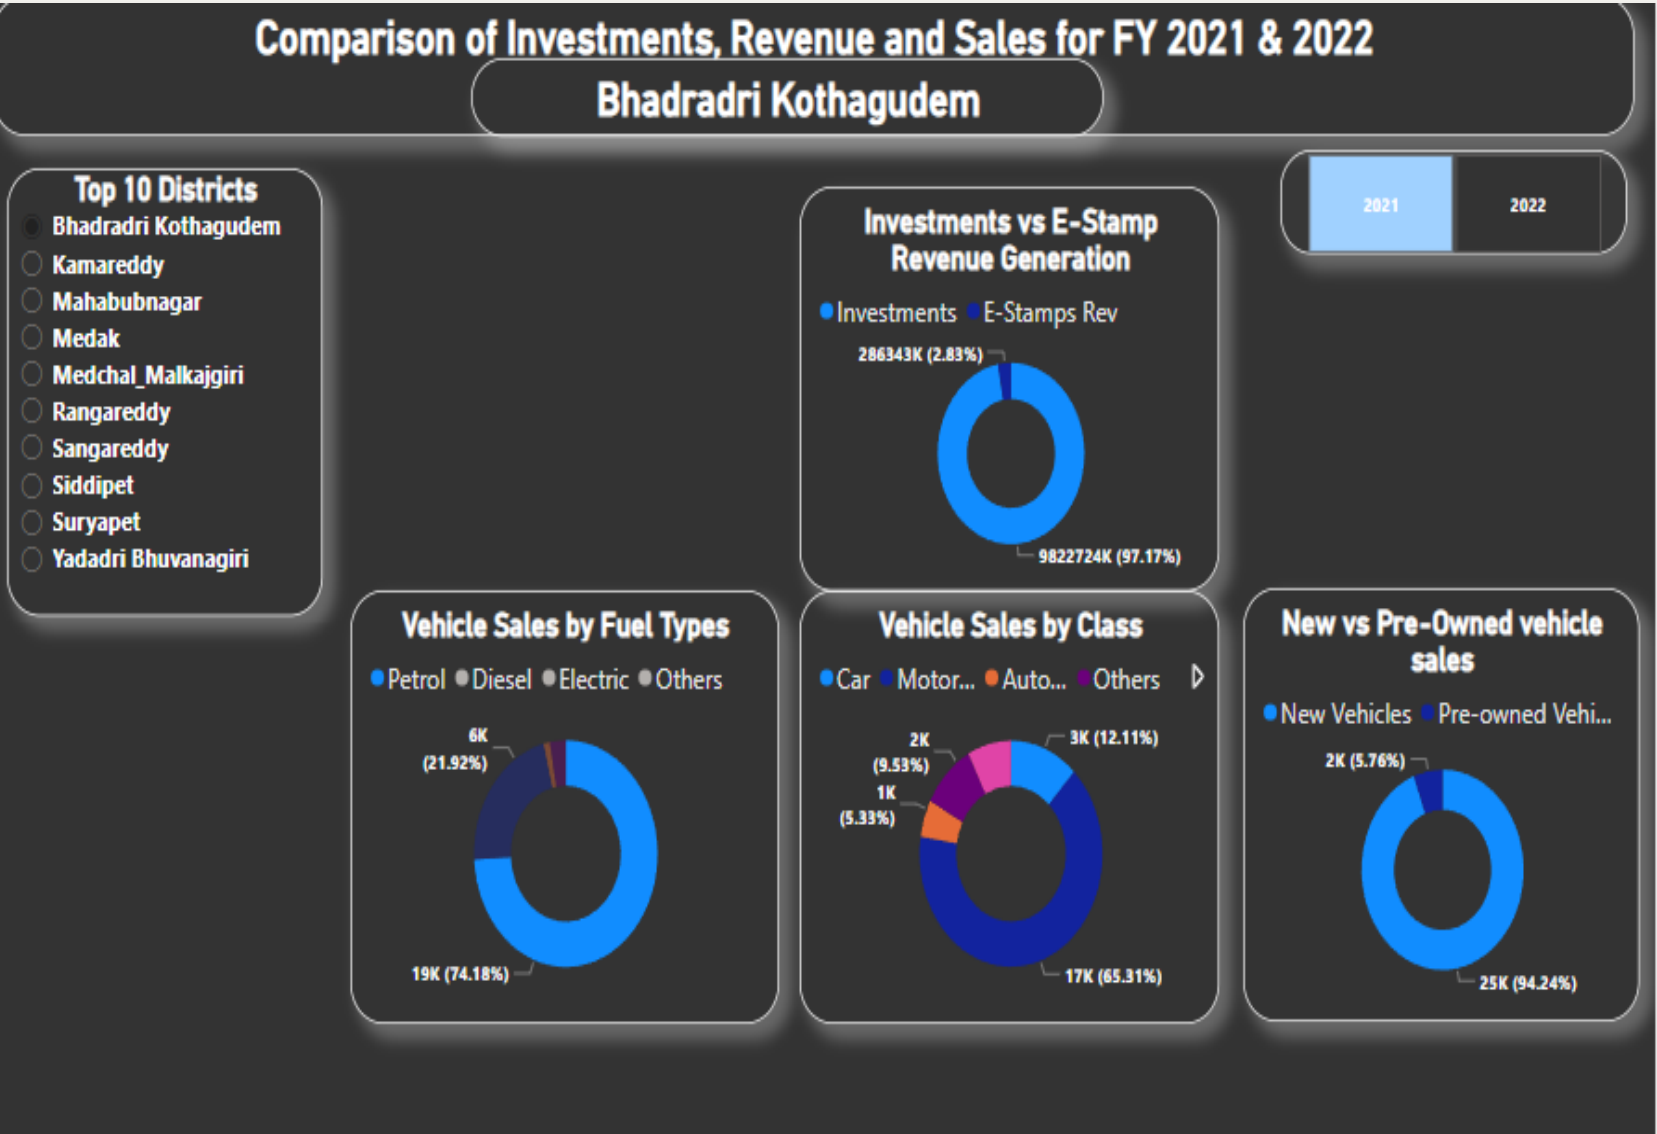 Comparison of Investments, Revenue and Sales for FY 2021 & 2022
Bhadradri Kothagudem
Top 10 Districts
Bhadradri Kothagudem
Kamareddy
Mahabubnagar
Medak
Medchal_Malkajgiri
Rangareddy
Sangareddy
Siddipet
Suryapet
Yadadri Bhuvanagiri
2021 2022
Investments vs E-Stamp
Revenue Generation
Investments E-Stamps Rev
286343K (2.83%)
9822724K (97.17%)
Vehicle Sales by Fuel Types
Petrol Diesel Electric Others
6K
(21.92%)
19K (74.18%)
Vehicle Sales by Class
Car Motor... Auto... Others
3K (12.11%)
2K
(9.53%)
1K
(5.33%)
17K (65.31%)
New vs Pre-Owned vehicle
sales
New Vehicles Pre-owned Vehi...
2K (5.76%)
25K (94.24%)